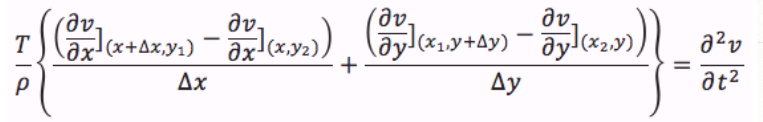 T/ρ { ((∂v/∂x](x+Δx,y₁) − ∂v/∂x](x,y₂))/Δx + (∂v/∂y](x₁,y+Δy) − ∂v/∂y](x₂,y))/Δy) } = ∂²v/∂t²